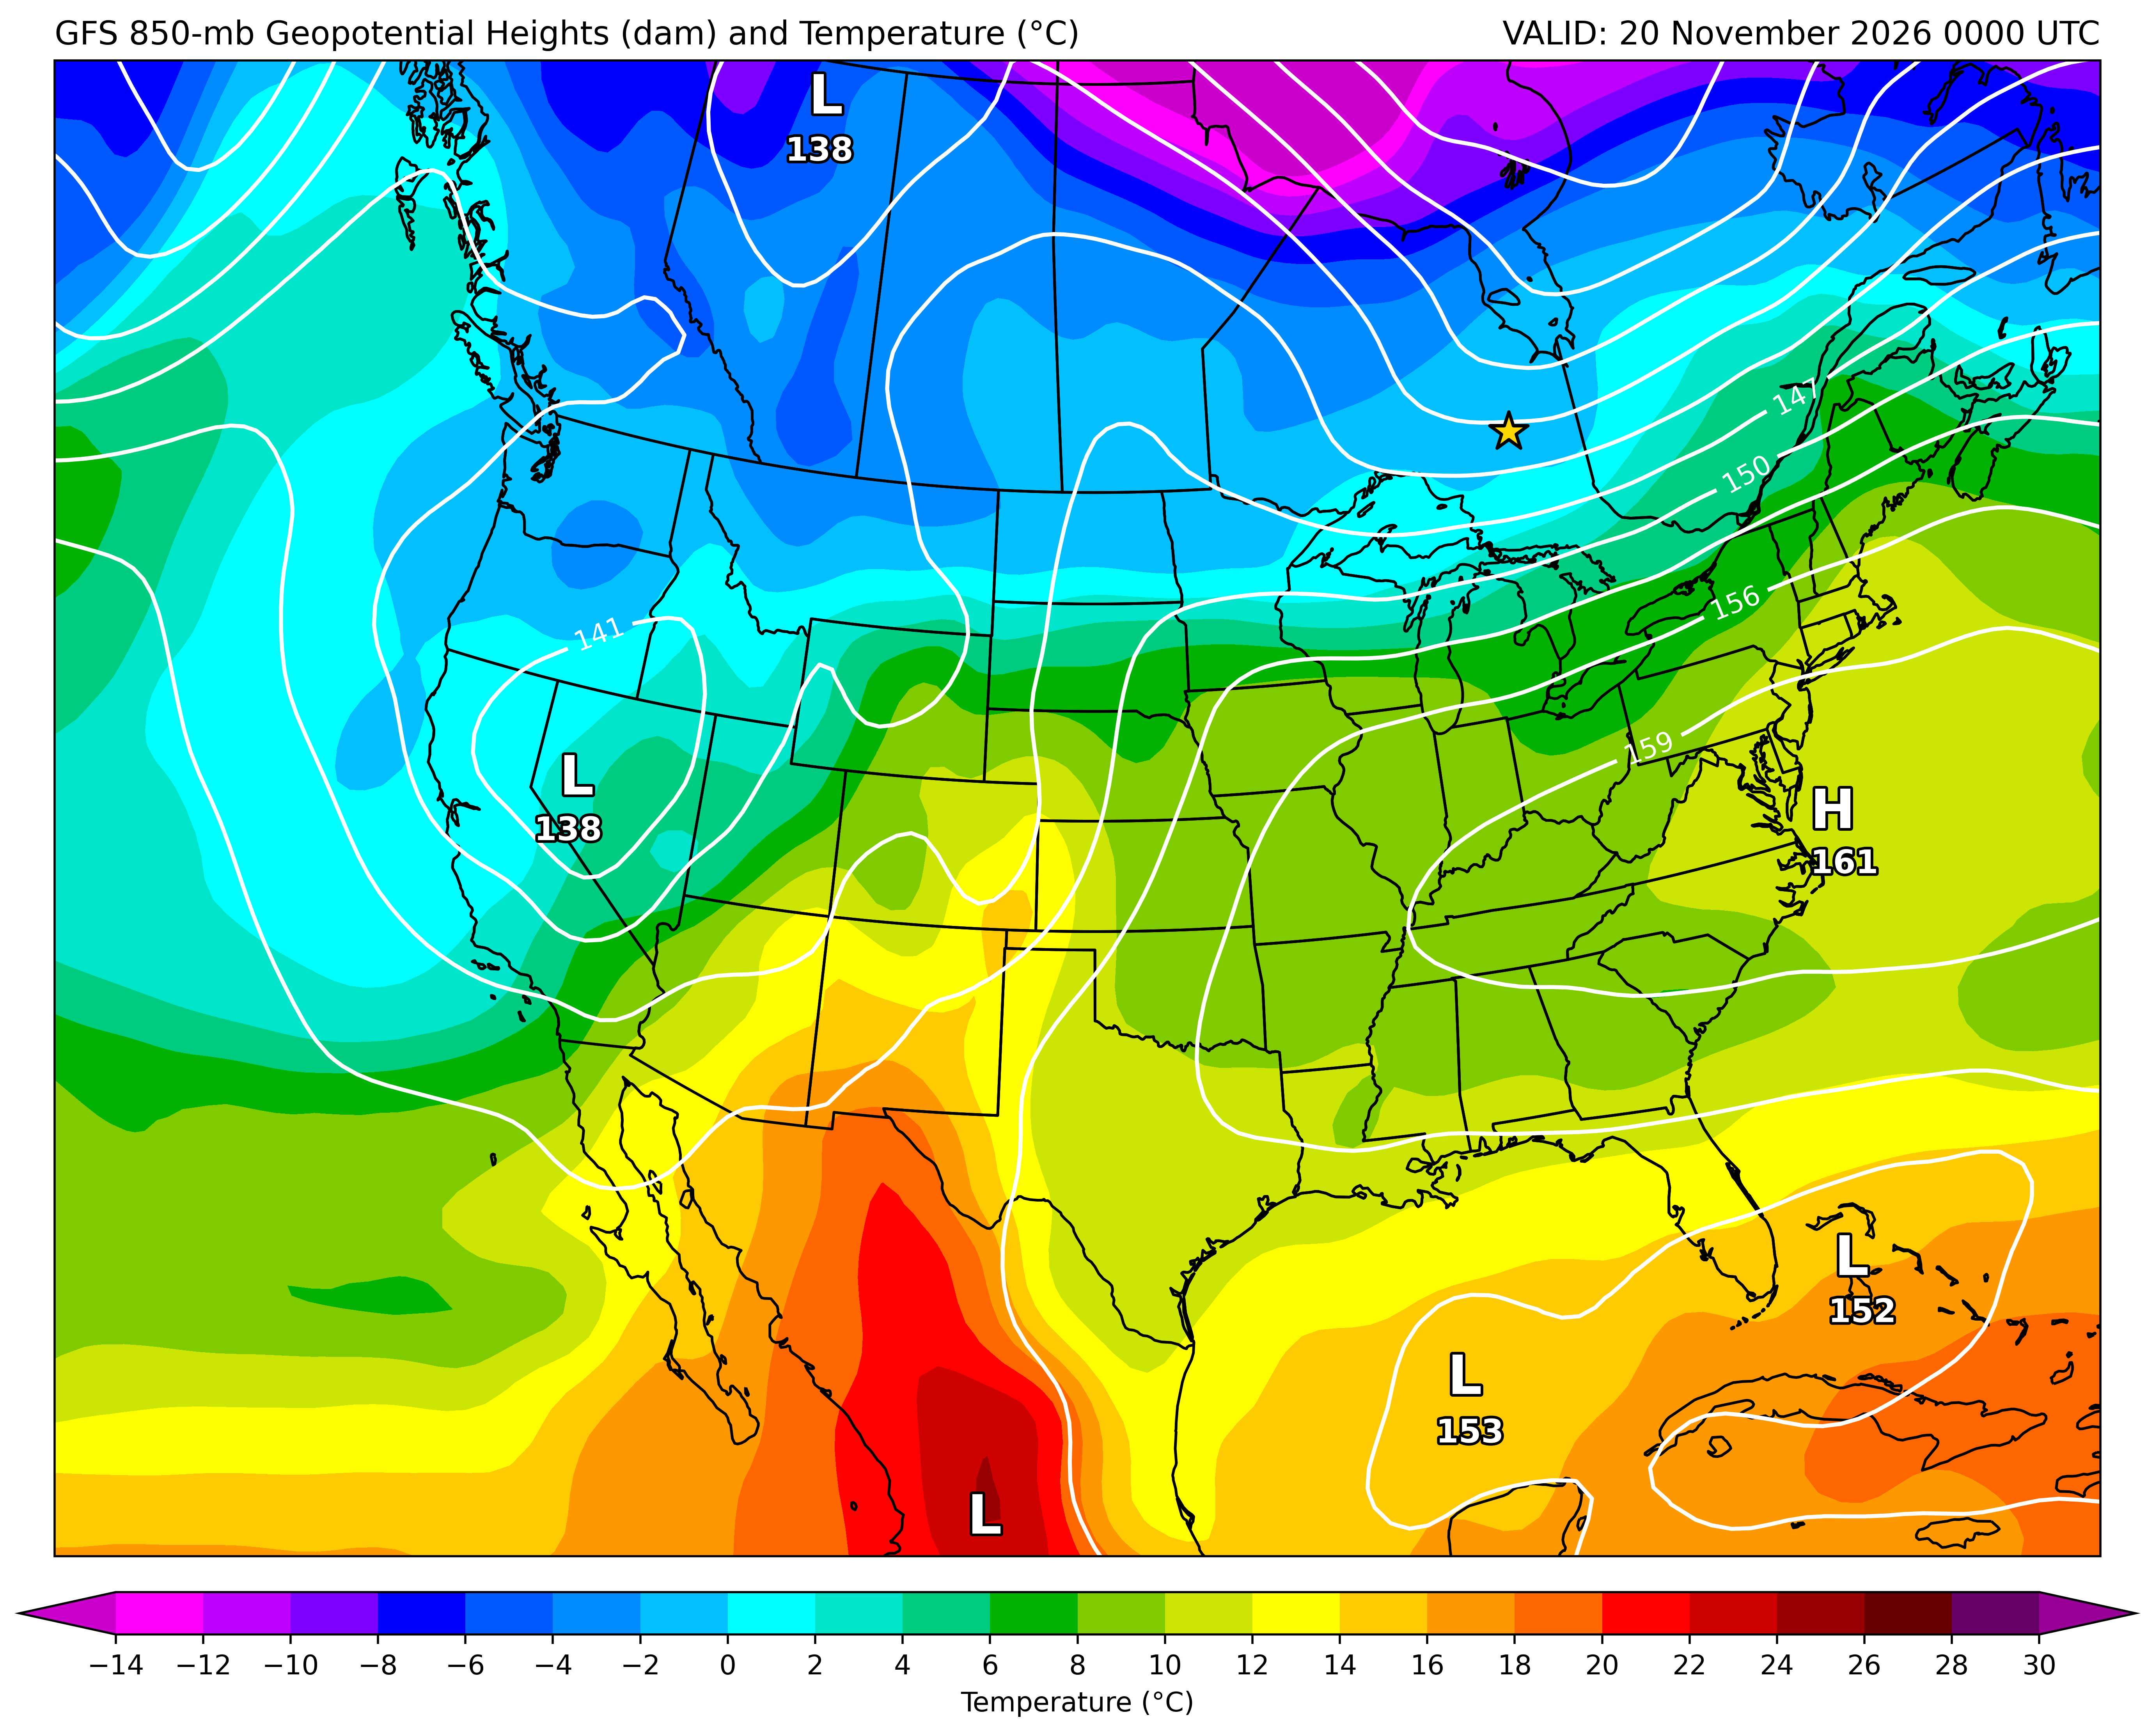 GFS 850-mb Geopotential Heights (dam) and Temperature (°C)
VALID: 20 November 2026 0000 UTC
L
138
147
150
141
156
159
L
138
H
161
L
152
L
153
L
−14 −12 −10 −8 −6 −4 −2 0 2 4 6 8 10 12 14 16 18 20 22 24 26 28 30
Temperature (°C)